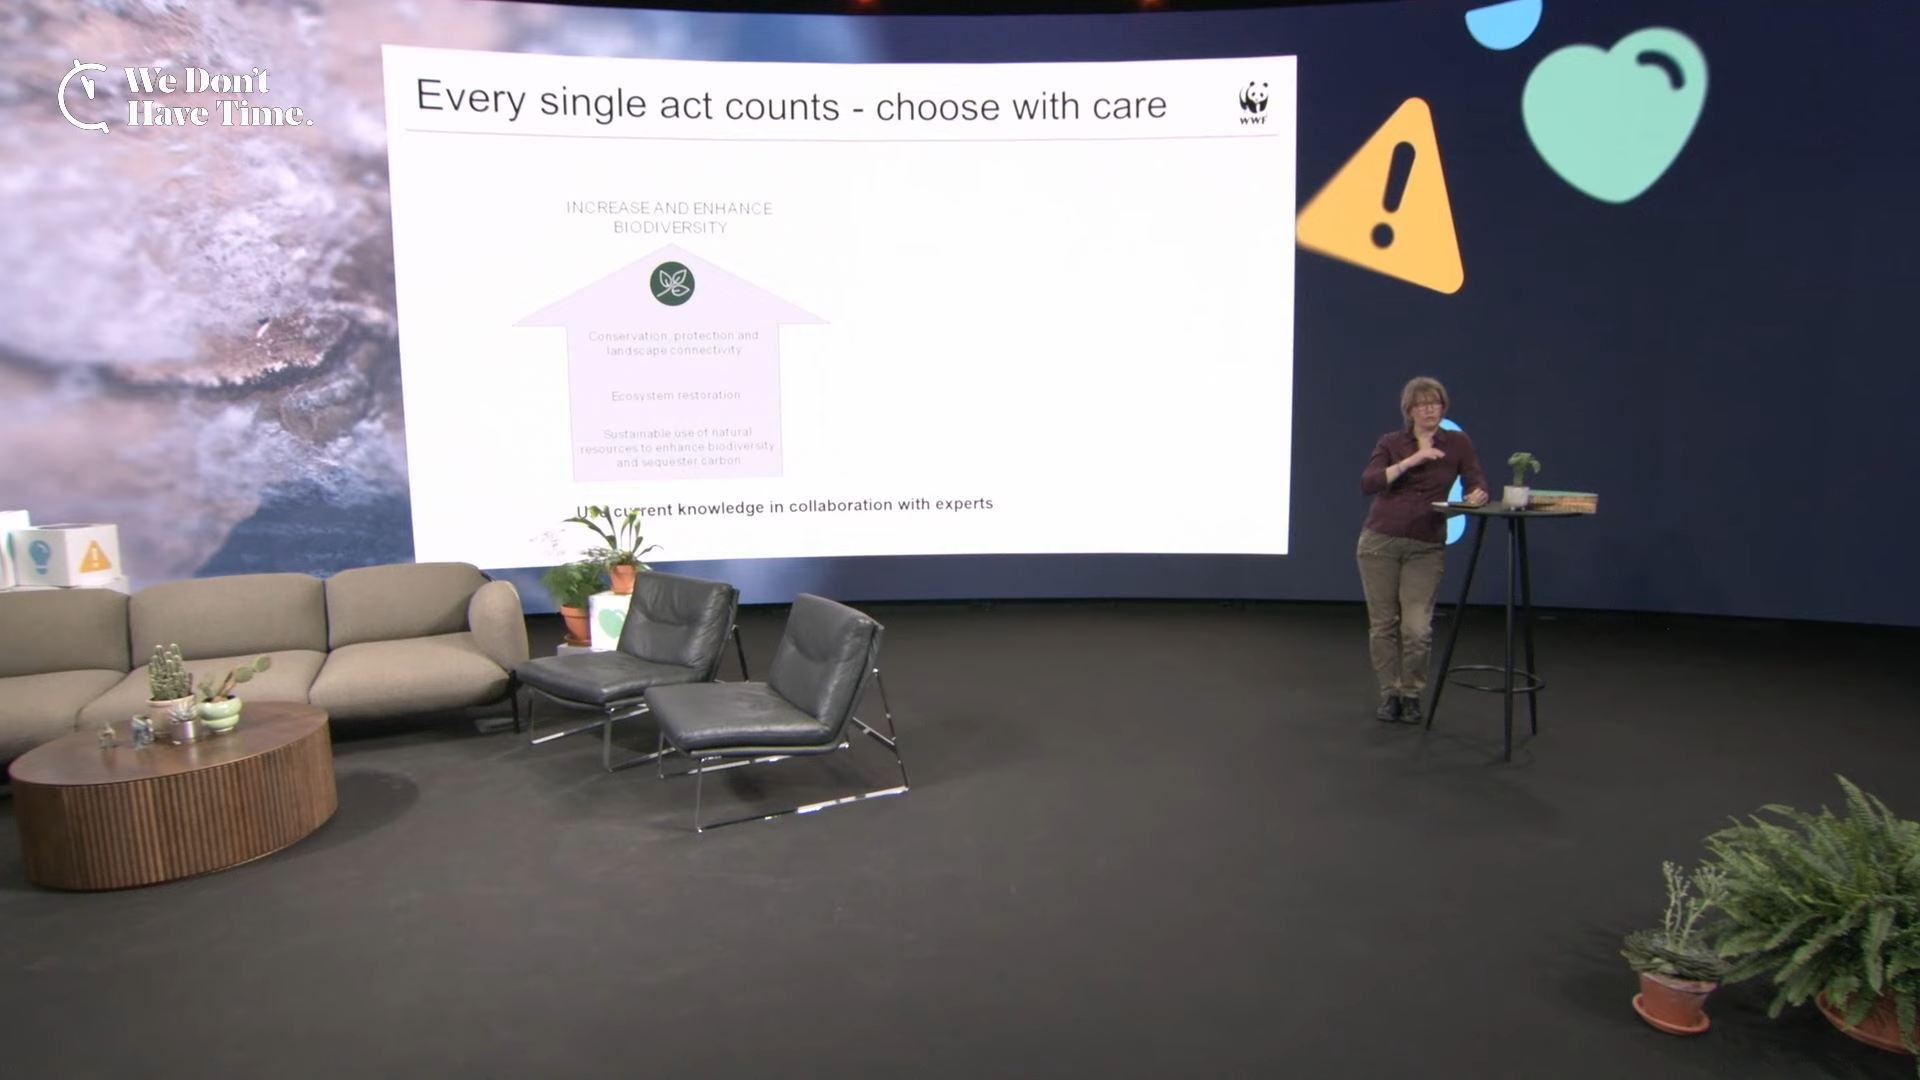 We Don't
Have Time.
Every single act counts - choose with care
WWF
INCREASE AND ENHANCE
BIODIVERSITY
Conservation, protection and
landscape connectivity
Ecosystem restoration
Sustainable use of natural
resources to enhance biodiversity
and sequester carbon
current knowledge in collaboration with experts